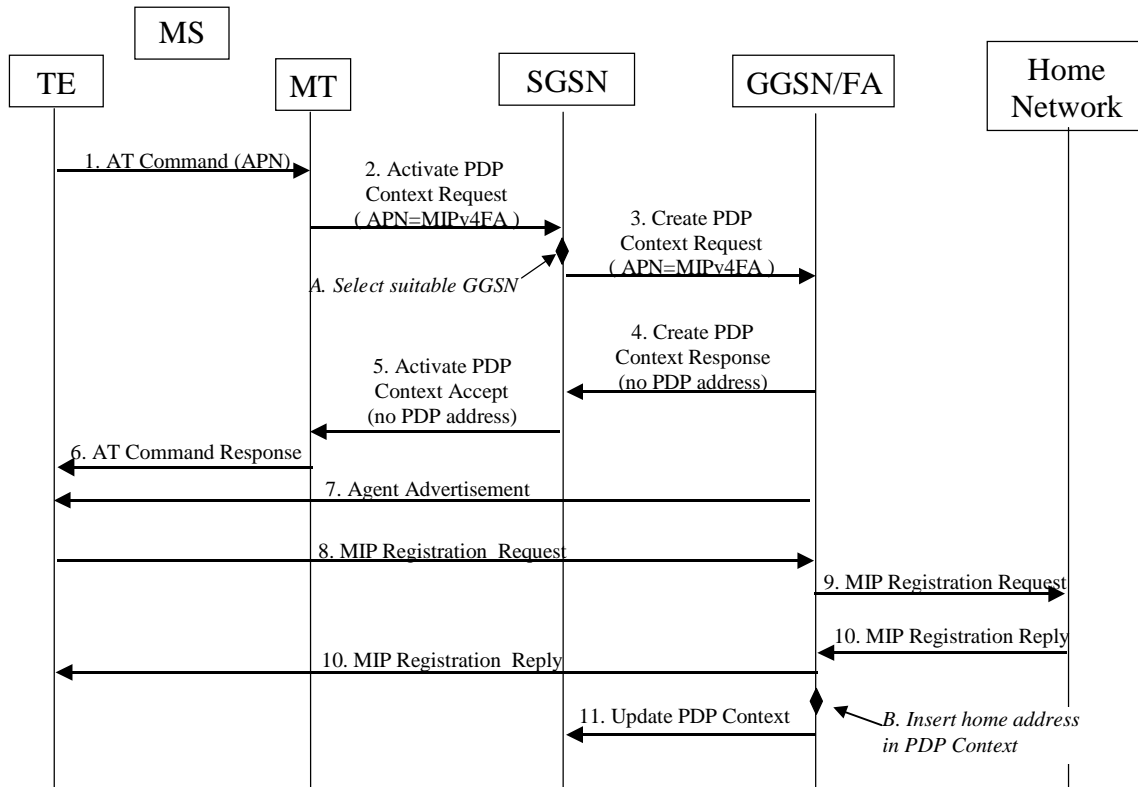 MS
TE
MT
SGSN
GGSN/FA
Home
Network
1. AT Command (APN)
2. Activate PDP
Context Request
( APN=MIPv4FA )
3. Create PDP
Context Request
( APN=MIPv4FA )
A. Select suitable GGSN
4. Create PDP
Context Response
(no PDP address)
5. Activate PDP
Context Accept
(no PDP address)
6. AT Command Response
7. Agent Advertisement
8. MIP Registration Request
9. MIP Registration Request
10. MIP Registration Reply
10. MIP Registration Reply
11. Update PDP Context
B. Insert home address
in PDP Context